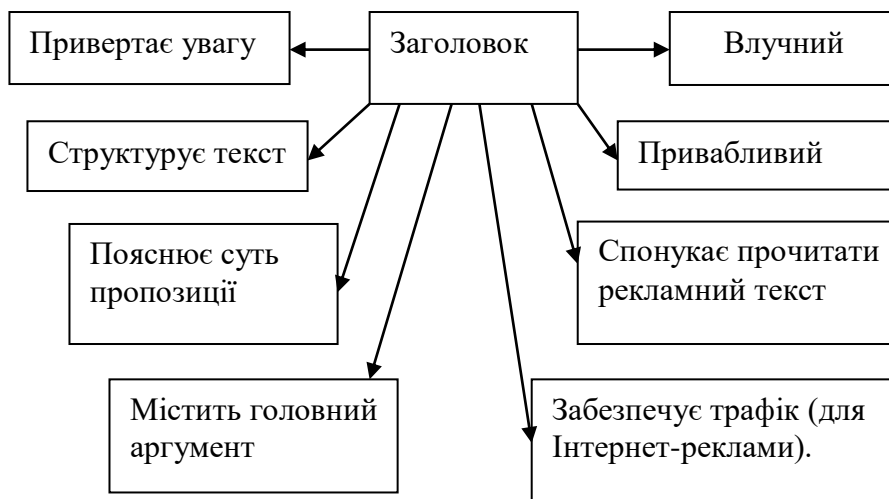 Привертає увагу
Заголовок
Влучний
Структурує текст
Привабливий
Пояснює суть
пропозиції
Спонукає прочитати
рекламний текст
Містить головний
аргумент
Забезпечує трафік (для
Інтернет-реклами).